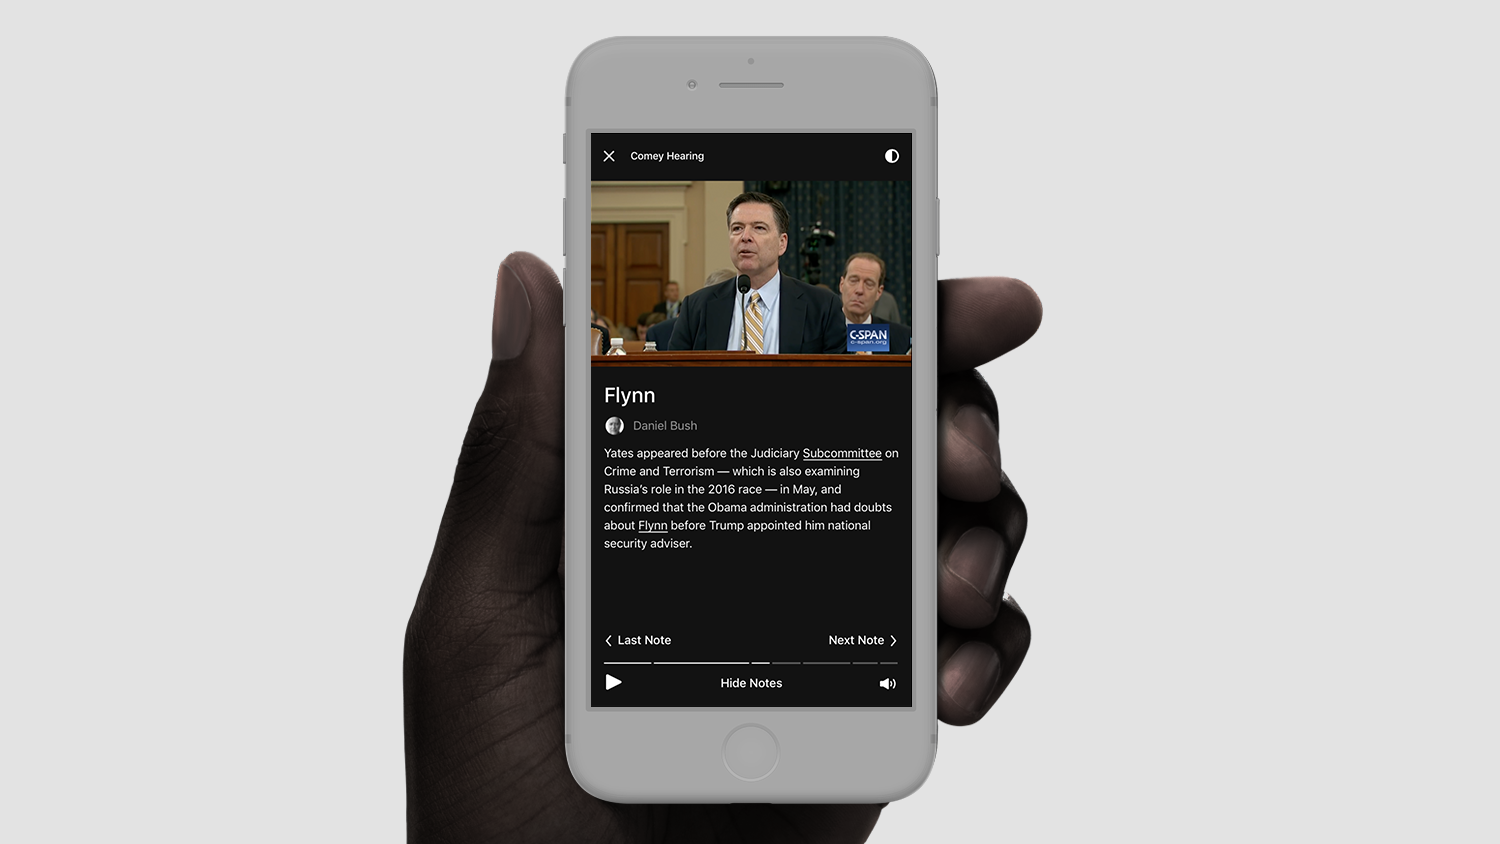 Comey Hearing
C-SPAN
c-span.org
Flynn
Daniel Bush
Yates appeared before the Judiciary Subcommittee on
Crime and Terrorism — which is also examining
Russia’s role in the 2016 race — in May, and
confirmed that the Obama administration had doubts
about Flynn before Trump appointed him national
security adviser.
Last Note
Next Note
Hide Notes